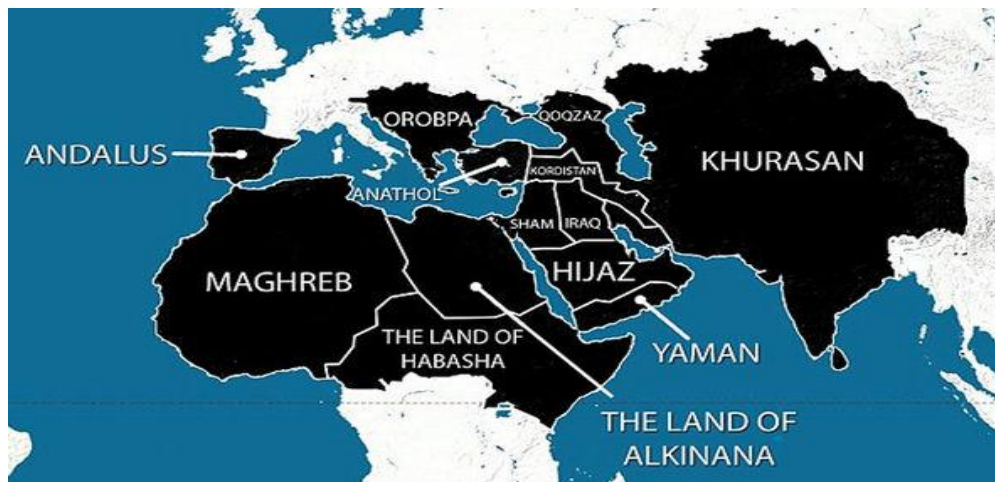 OROBPA
QOQZAZ
ANDALUS
KHURASAN
KORDISTAN
ANATHOL
SHAM
IRAQ
HIJAZ
MAGHREB
THE LAND OF
HABASHA
YAMAN
THE LAND OF
ALKINANA